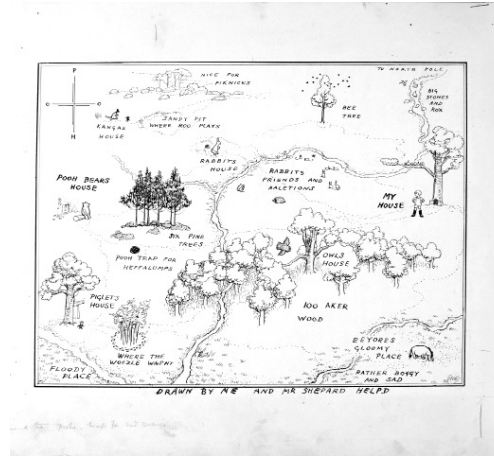 P
O O
H
NICE FOR
PIKNICKS
BEE
TREE
TO NORTH POLE
BIG
STONES
AND
ROX
KANGAS
HOUSE
SANDY PIT
WHERE ROO PLAYS
RABBITS
HOUSE
RABBITS
FRIENDS AND
RALETIONS
POOH BEARS
HOUSE
MY
HOUSE
SIX PINE
TREES
POOH TRAP FOR
HEFFALUMPS
OWLS
HOUSE
PIGLETS
HOUSE
100 AKER
WOOD
WHERE THE
WOOZLE WASNT
FLOODY
PLACE
EEYORES
GLOOMY
PLACE
RATHER BOGGY
AND SAD
DRAWN BY ME AND MR SHEPARD HELPD